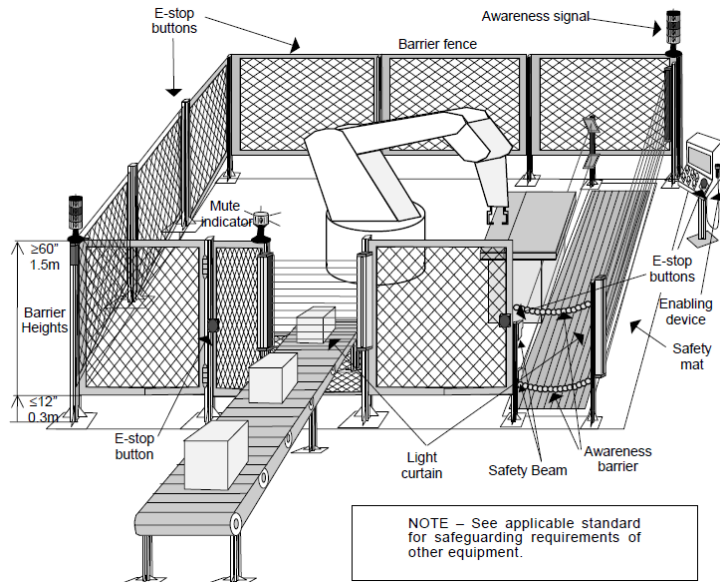 E-stop
buttons
Awareness signal
Barrier fence
Mute
indicator
≥60"
1.5m
Barrier
Heights
≤12"
0.3m
E-stop
buttons
Enabling
device
Safety
mat
E-stop
button
Light
curtain
Safety Beam
Awareness
barrier
NOTE – See applicable standard
for safeguarding requirements of
other equipment.